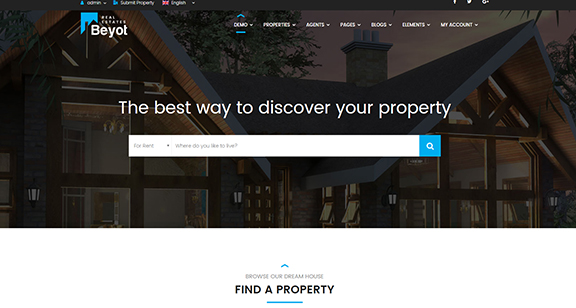 admin Submit Property English
REAL ESTATES
Beyot
DEMO PROPERTIES AGENTS PAGES BLOGS ELEMENTS MY ACCOUNT
The best way to discover your property
For Rent Where do you like to live?
BROWSE OUR DREAM HOUSE
FIND A PROPERTY